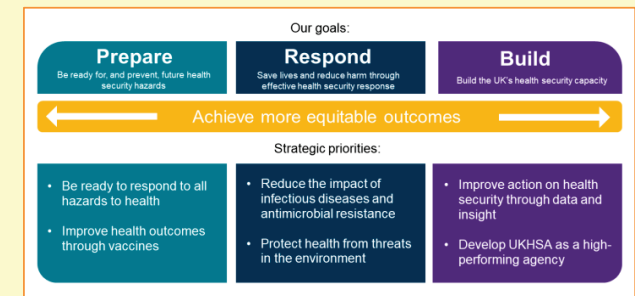 Our goals:
Prepare
Be ready for, and prevent, future health
security hazards
Respond
Save lives and reduce harm through
effective health security response
Build
Build the UK's health security capacity
Achieve more equitable outcomes
Strategic priorities:
• Be ready to respond to all
hazards to health
• Improve health outcomes
through vaccines
• Reduce the impact of
infectious diseases and
antimicrobial resistance
• Protect health from threats
in the environment
• Improve action on health
security through data and
insight
• Develop UKHSA as a high-
performing agency